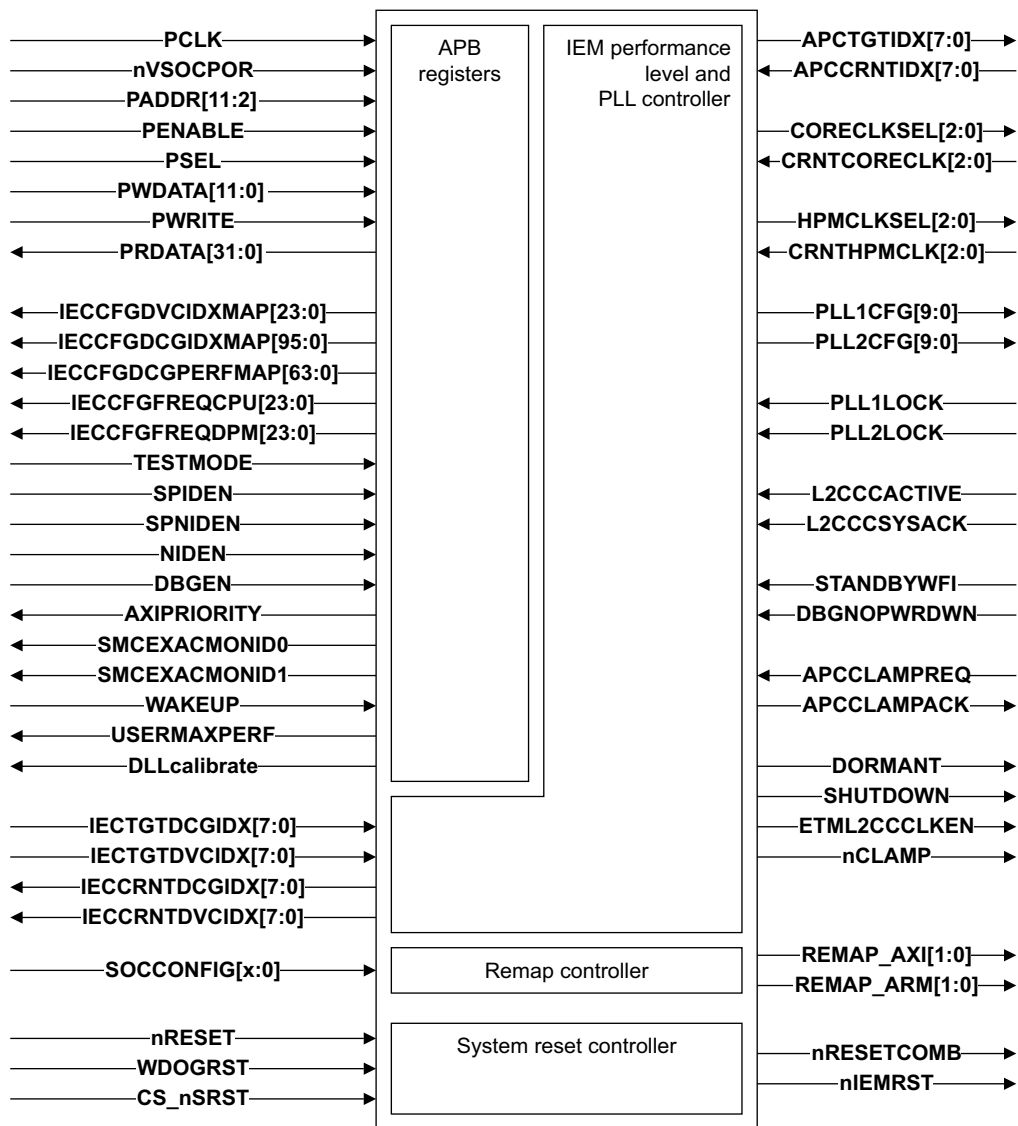 PCLK
nVSOCPOR
PADDR[11:2]
PENABLE
PSEL
PWDATA[11:0]
PWRITE
PRDATA[31:0]
IECCFGDVCIDXMAP[23:0]
IECCFGDCGIDXMAP[95:0]
IECCFGDCGPERFMAP[63:0]
IECCFGFREQCPU[23:0]
IECCFGFREQDPM[23:0]
TESTMODE
SPIDEN
SPNIDEN
NIDEN
DBGEN
AXIPRIORITY
SMCEXACMONID0
SMCEXACMONID1
WAKEUP
USERMAXPERF
DLLcalibrate
IECTGTDCGIDX[7:0]
IECTGTDVCIDX[7:0]
IECCRNTDCGIDX[7:0]
IECCRNTDVCIDX[7:0]
SOCCONFIG[x:0]
nRESET
WDOGRST
CS_nSRST
APB
registers
IEM performance
level and
PLL controller
Remap controller
System reset controller
APCTGTIDX[7:0]
APCCRNTIDX[7:0]
CORECLKSEL[2:0]
CRNTCORECLK[2:0]
HPMCLKSEL[2:0]
CRNTHPMCLK[2:0]
PLL1CFG[9:0]
PLL2CFG[9:0]
PLL1LOCK
PLL2LOCK
L2CCCACTIVE
L2CCCSYSACK
STANDBYWFI
DBGNOPWRDWN
APCCLAMPREQ
APCCLAMPACK
DORMANT
SHUTDOWN
ETML2CCCLKEN
nCLAMP
REMAP_AXI[1:0]
REMAP_ARM[1:0]
nRESETCOMB
nIEMRST